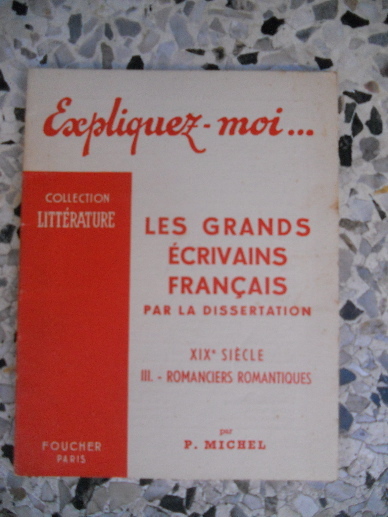 Expliquez-moi...
COLLECTION
LITTÉRATURE
LES GRANDS
ÉCRIVAINS
FRANÇAIS
PAR LA DISSERTATION
XIXe SIÈCLE
III. - ROMANCIERS ROMANTIQUES
par
P. MICHEL
FOUCHER
PARIS